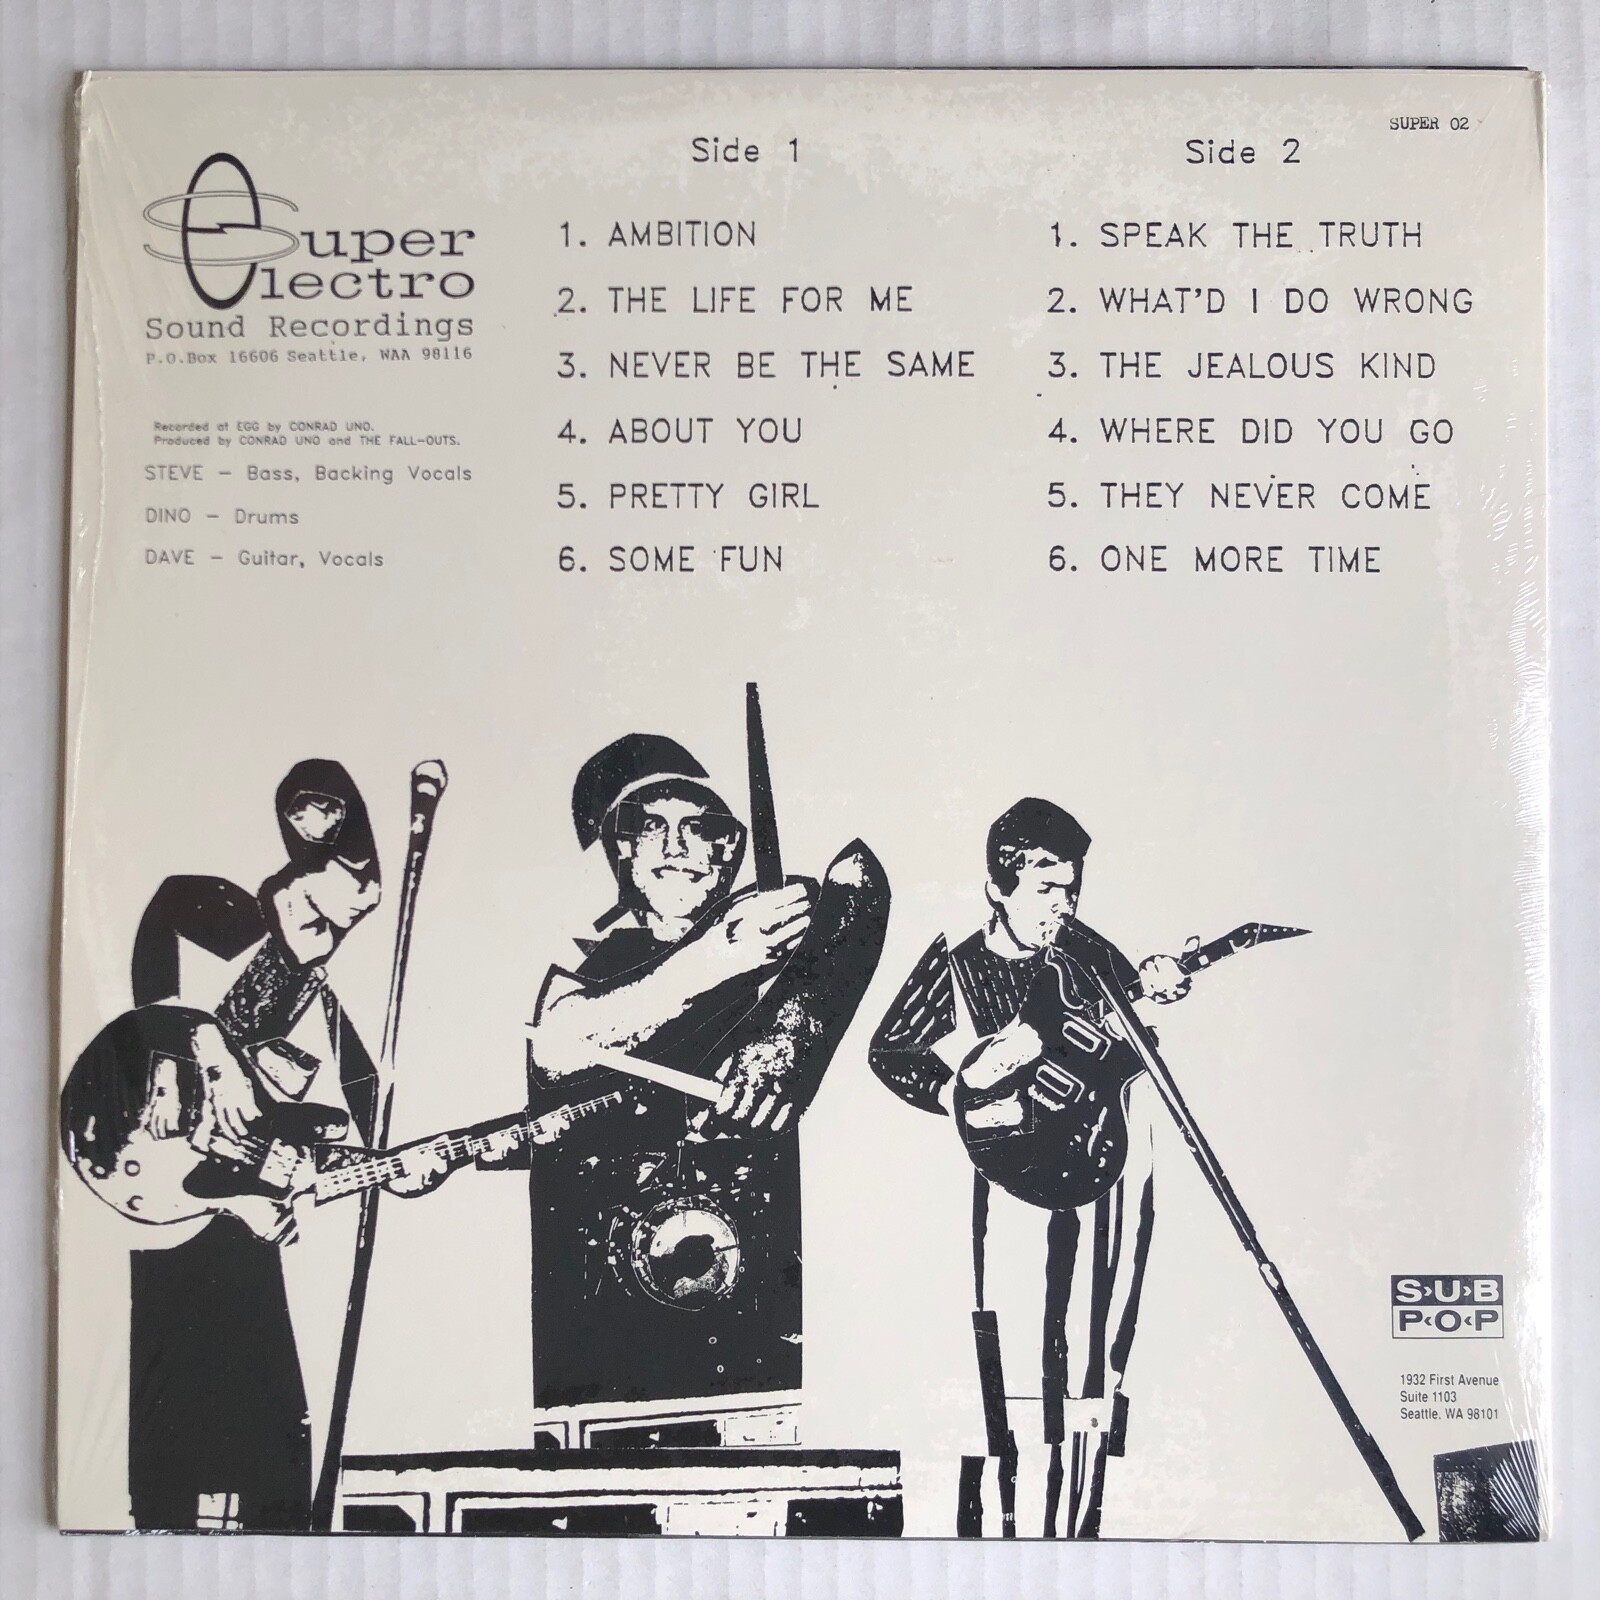 SUPER 02
Super
electro
Sound Recordings
P.O.Box 16606 Seattle, WAA 98116
Recorded at EGG by CONRAD UNO.
Produced by CONRAD UNO and THE FALL-OUTS.
STEVE - Bass, Backing Vocals
DINO - Drums
DAVE - Guitar, Vocals
Side 1
1. AMBITION
2. THE LIFE FOR ME
3. NEVER BE THE SAME
4. ABOUT YOU
5. PRETTY GIRL
6. SOME FUN
Side 2
1. SPEAK THE TRUTH
2. WHAT'D I DO WRONG
3. THE JEALOUS KIND
4. WHERE DID YOU GO
5. THEY NEVER COME
6. ONE MORE TIME
S›U›B
P‹O‹P
1932 First Avenue
Suite 1103
Seattle. WA 98101